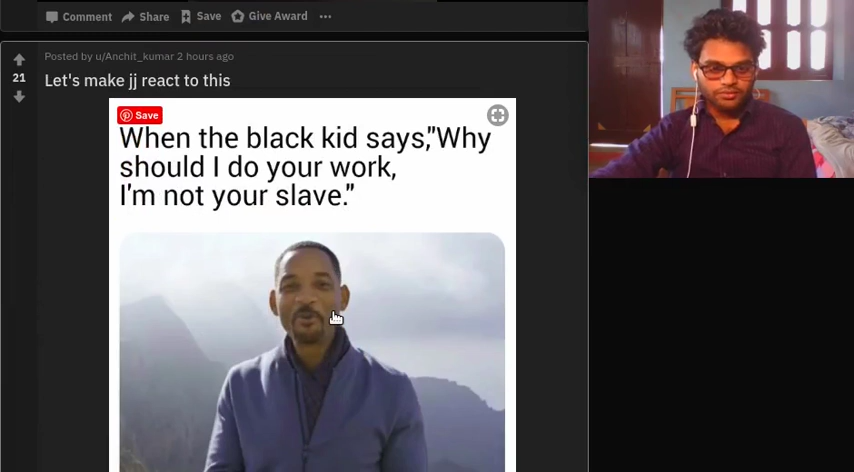 Comment Share Save Give Award
Posted by u/Anchit_kumar 2 hours ago
21
Let's make jj react to this
Save
When the black kid says,"Why
should I do your work,
I'm not your slave."